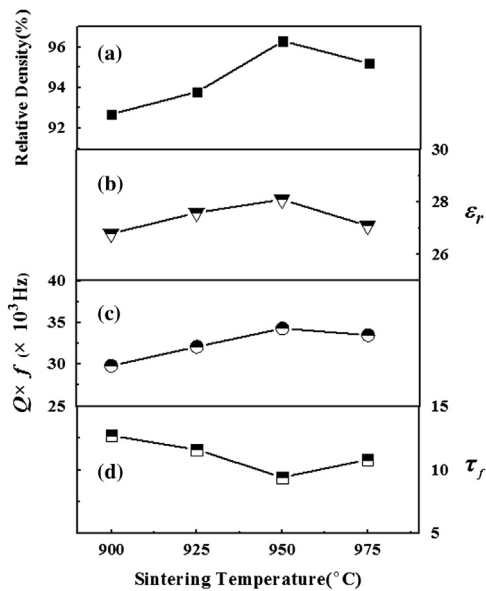 Relative Density(%)
96
94
92
(a)
30
28
26
(b)
εr
40
35
30
25
(c)
Q× f (× 10³Hz)
15
10
5
(d)
τf
900 925 950 975
Sintering Temperature(°C)